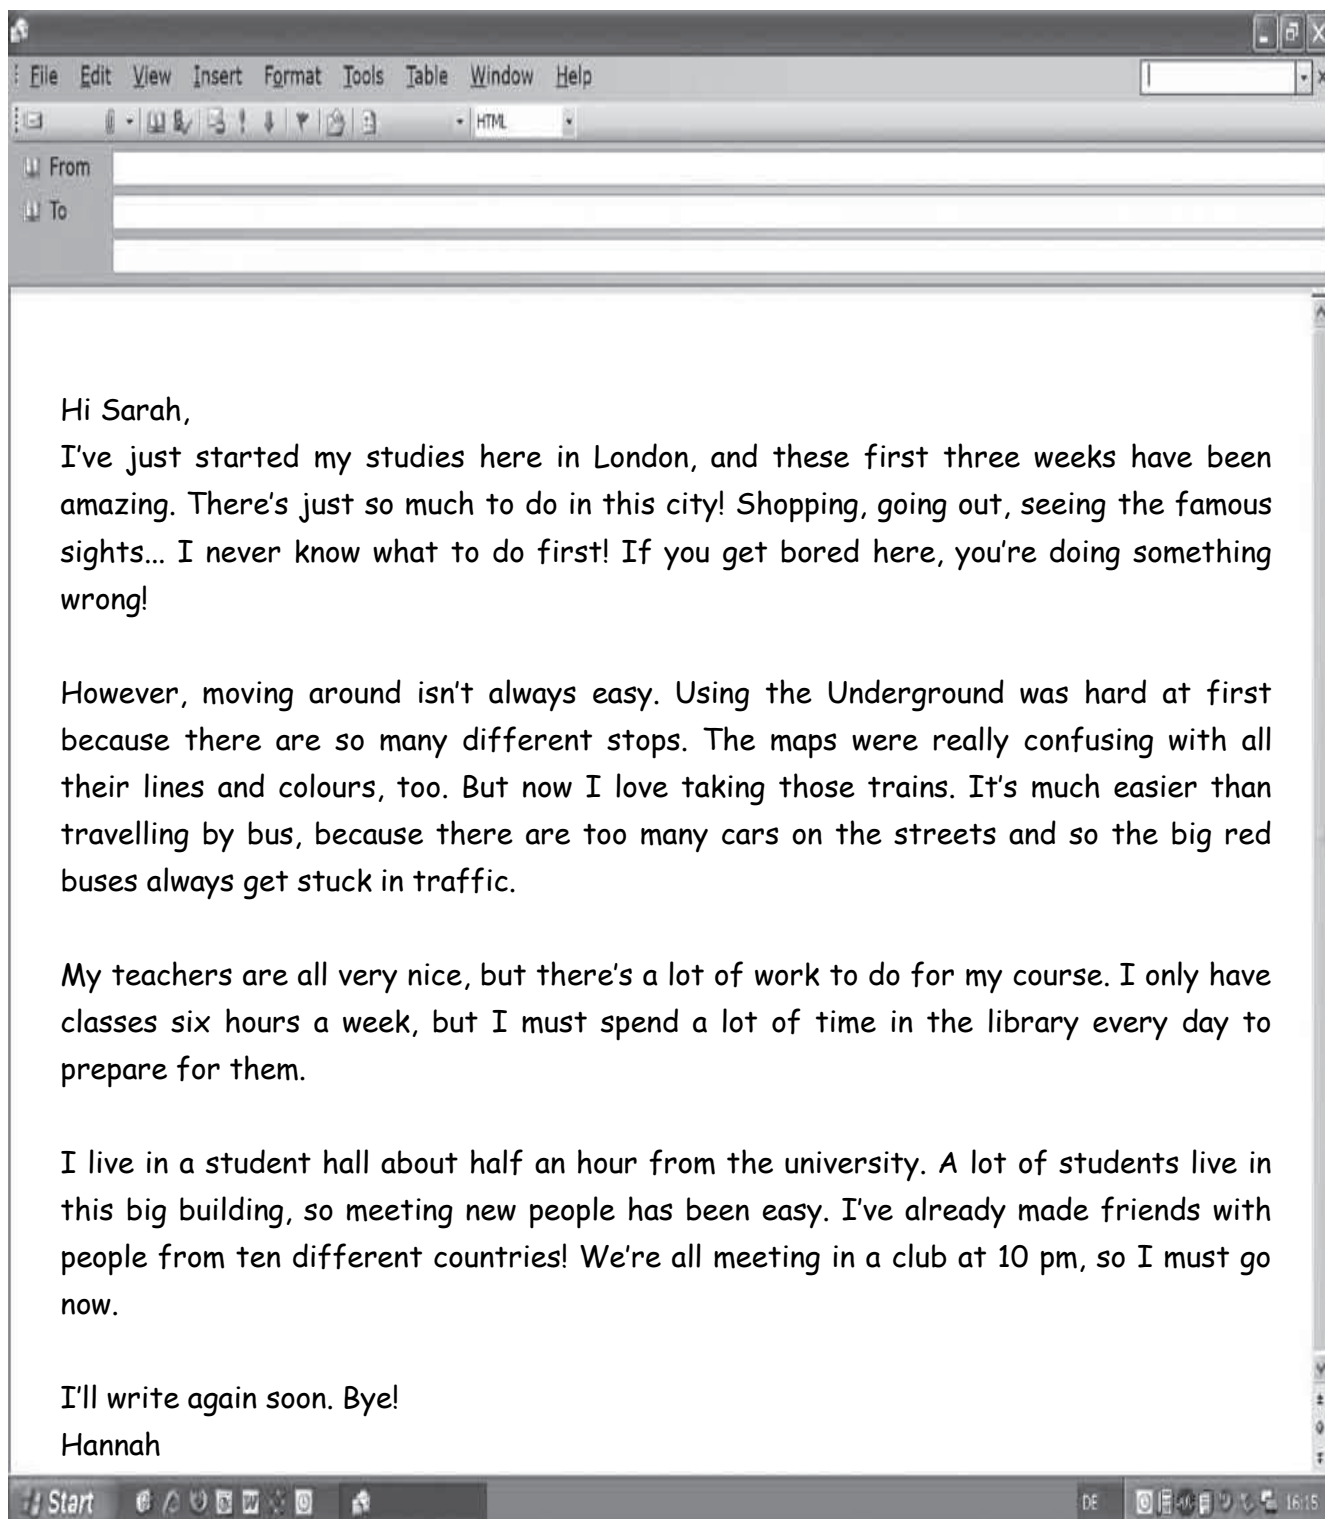 File Edit View Insert Format Tools Table Window Help
HTML
From
To
Hi Sarah,
I've just started my studies here in London, and these first three weeks have been
amazing. There's just so much to do in this city! Shopping, going out, seeing the famous
sights... I never know what to do first! If you get bored here, you're doing something
wrong!
However, moving around isn't always easy. Using the Underground was hard at first
because there are so many different stops. The maps were really confusing with all
their lines and colours, too. But now I love taking those trains. It's much easier than
travelling by bus, because there are too many cars on the streets and so the big red
buses always get stuck in traffic.
My teachers are all very nice, but there's a lot of work to do for my course. I only have
classes six hours a week, but I must spend a lot of time in the library every day to
prepare for them.
I live in a student hall about half an hour from the university. A lot of students live in
this big building, so meeting new people has been easy. I've already made friends with
people from ten different countries! We're all meeting in a club at 10 pm, so I must go
now.
I'll write again soon. Bye!
Hannah
Start DE 16:15